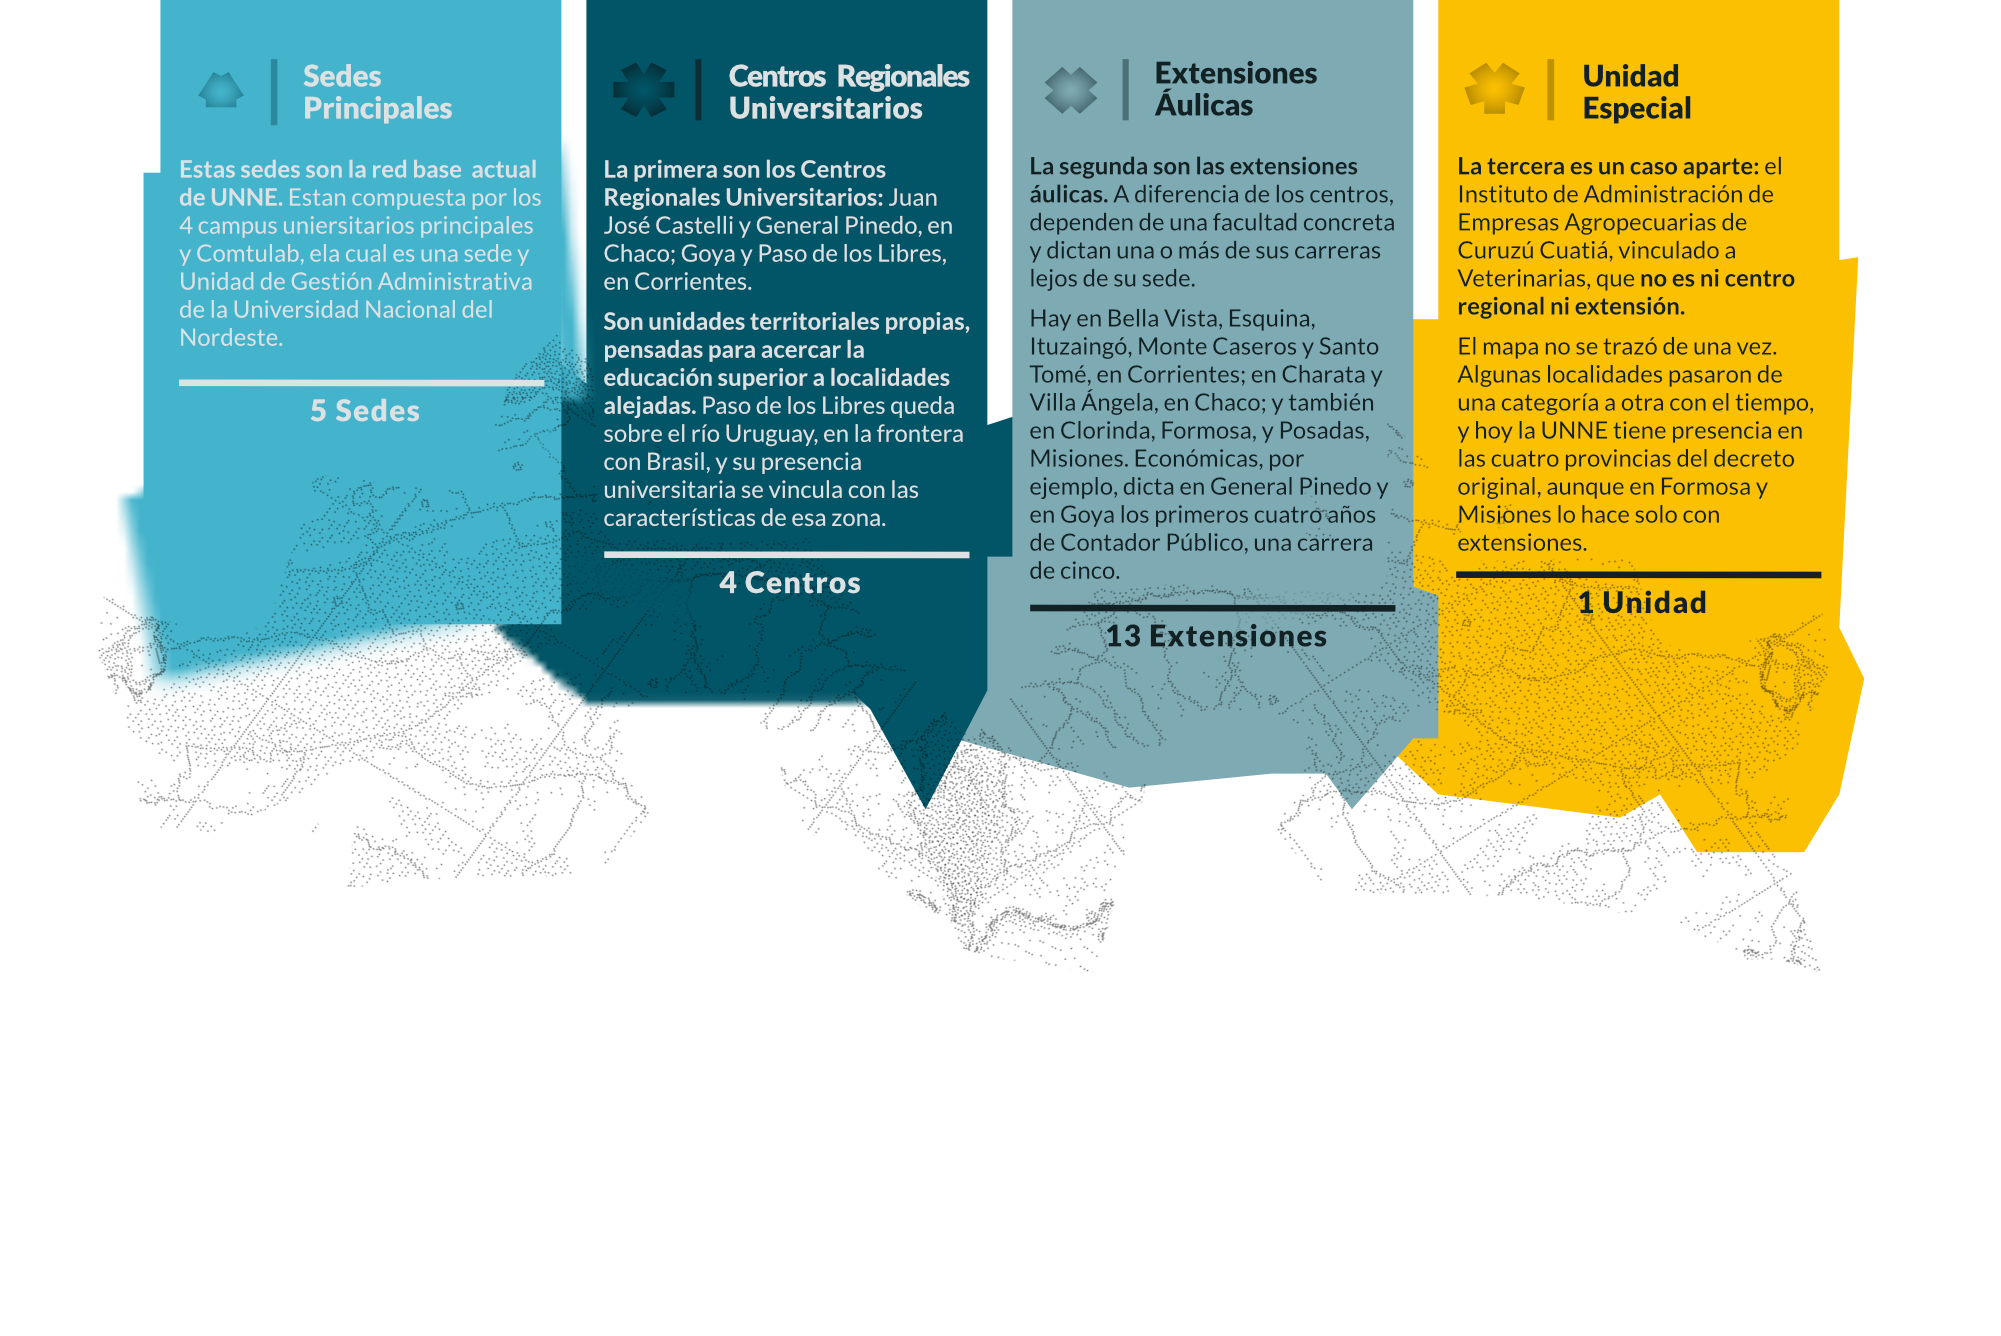 Sedes
Principales
Estas sedes son la red base actual
de UNNE. Estan compuesta por los
4 campus uniersitarios principales
y Comtulab, ela cual es una sede y
Unidad de Gestión Administrativa
de la Universidad Nacional del
Nordeste.
5 Sedes
Centros Regionales
Universitarios
La primera son los Centros
Regionales Universitarios: Juan
José Castelli y General Pinedo, en
Chaco; Goya y Paso de los Libres,
en Corrientes.
Son unidades territoriales propias,
pensadas para acercar la
educación superior a localidades
alejadas. Paso de los Libres queda
sobre el río Uruguay, en la frontera
con Brasil, y su presencia
universitaria se vincula con las
características de esa zona.
4 Centros
Extensiones
Áulicas
La segunda son las extensiones
áulicas. A diferencia de los centros,
dependen de una facultad concreta
y dictan una o más de sus carreras
lejos de su sede.
Hay en Bella Vista, Esquina,
Ituzaingó, Monte Caseros y Santo
Tomé, en Corrientes; en Charata y
Villa Ángela, en Chaco; y también
en Clorinda, Formosa, y Posadas,
Misiones. Económicas, por
ejemplo, dicta en General Pinedo y
en Goya los primeros cuatro años
de Contador Público, una carrera
de cinco.
13 Extensiones
Unidad
Especial
La tercera es un caso aparte: el
Instituto de Administración de
Empresas Agropecuarias de
Curuzú Cuatiá, vinculado a
Veterinarias, que no es ni centro
regional ni extensión.
El mapa no se trazó de una vez.
Algunas localidades pasaron de
una categoría a otra con el tiempo,
y hoy la UNNE tiene presencia en
las cuatro provincias del decreto
original, aunque en Formosa y
Misiones lo hace solo con
extensiones.
1 Unidad